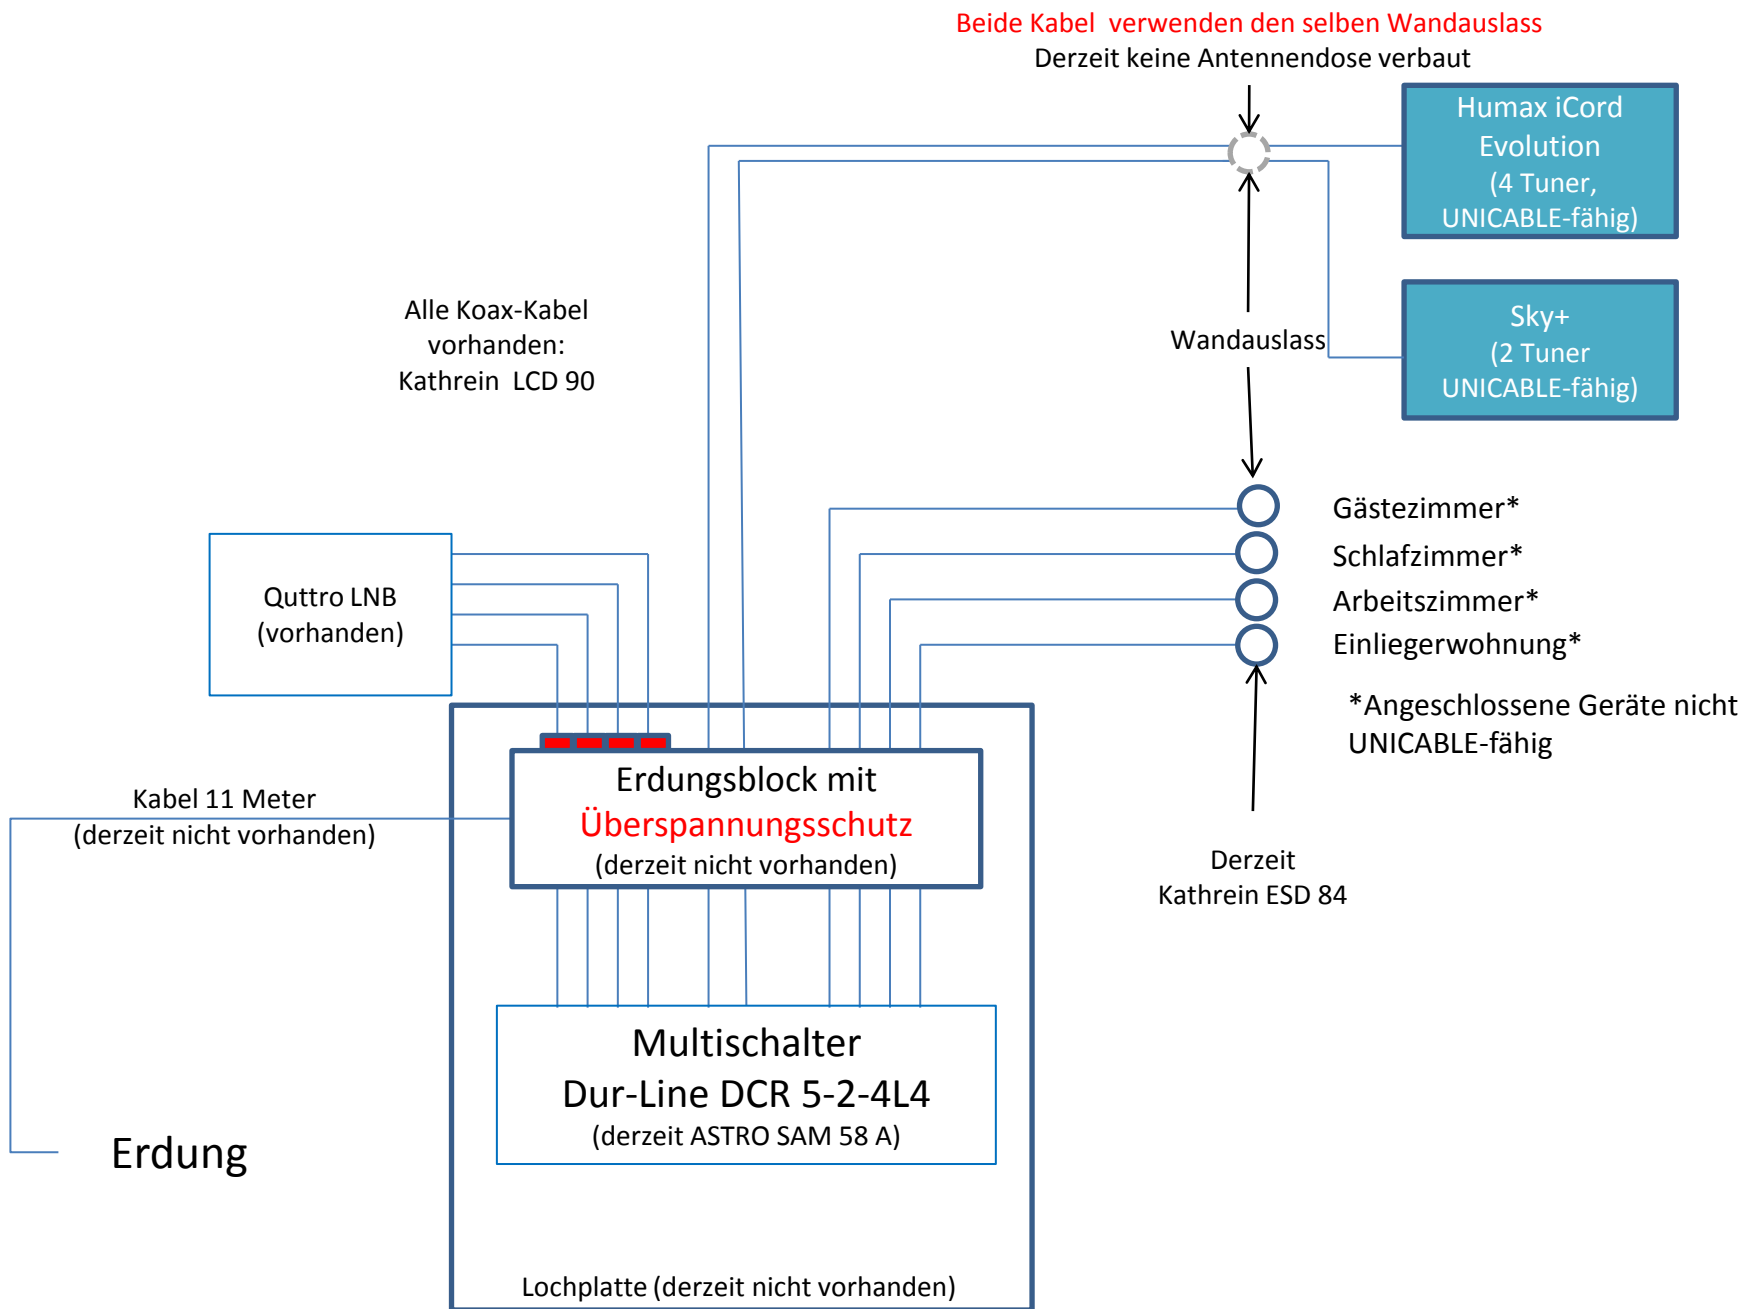 Beide Kabel  verwenden den selben Wandauslass
Derzeit keine Antennendose verbaut
Humax iCord
Evolution
(4 Tuner,
UNICABLE-fähig)
Alle Koax-Kabel
vorhanden:
Kathrein  LCD 90
Wandauslass
Sky+
(2 Tuner
UNICABLE-fähig)
Gästezimmer*
Schlafzimmer*
Arbeitszimmer*
Einliegerwohnung*
*Angeschlossene Geräte nicht
UNICABLE-fähig
Quttro LNB
(vorhanden)
Kabel 11 Meter
(derzeit nicht vorhanden)
Erdungsblock mit
Überspannungsschutz
(derzeit nicht vorhanden)
Derzeit
Kathrein ESD 84
Multischalter
Dur-Line DCR 5-2-4L4
(derzeit ASTRO SAM 58 A)
Erdung
Lochplatte (derzeit nicht vorhanden)